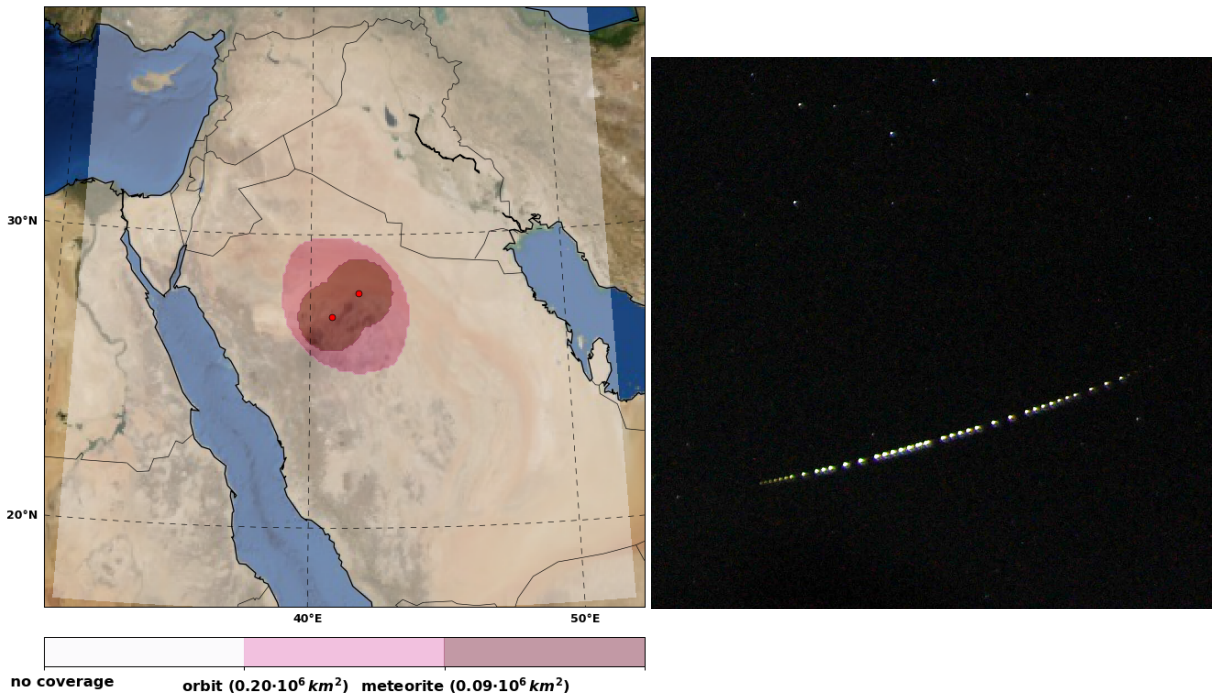 30°N
20°N
40°E
50°E
no coverage
orbit (0.20·10⁶ km²)
meteorite (0.09·10⁶ km²)